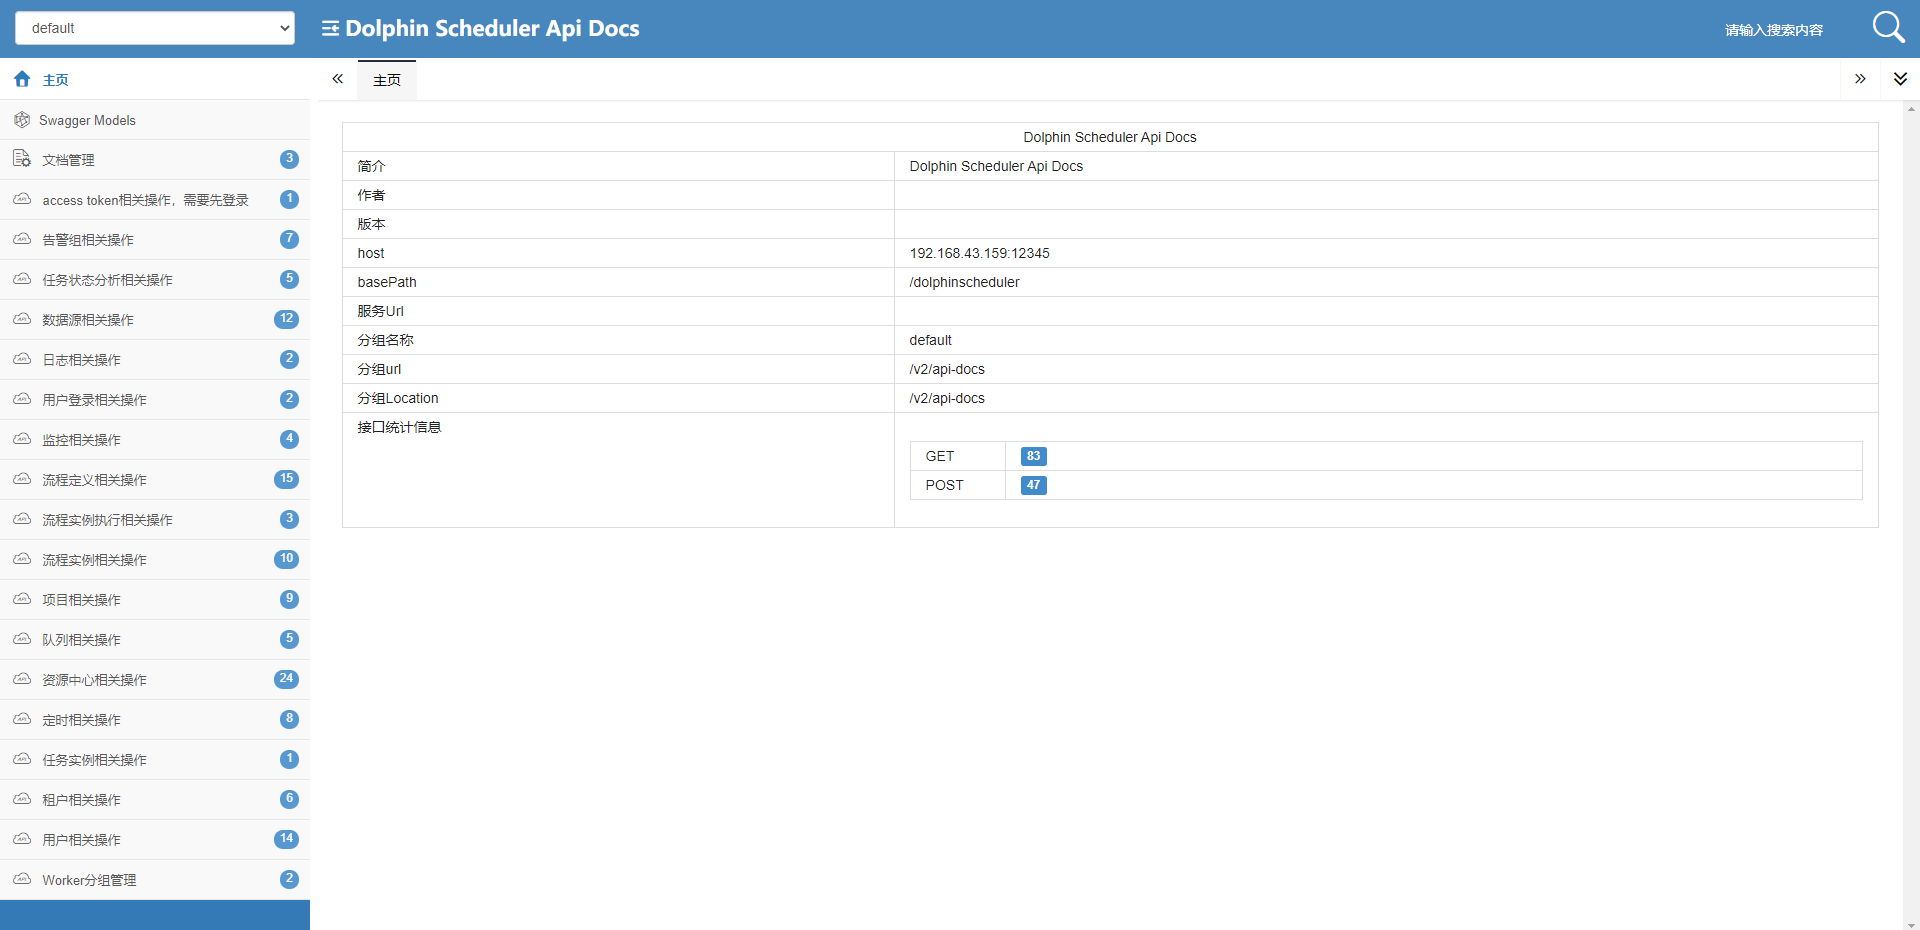 default
Dolphin Scheduler Api Docs
请输入搜索内容
主页
Swagger Models
文档管理 3
access token相关操作，需要先登录 1
告警组相关操作 7
任务状态分析相关操作 5
数据源相关操作 12
日志相关操作 2
用户登录相关操作 2
监控相关操作 4
流程定义相关操作 15
流程实例执行相关操作 3
流程实例相关操作 10
项目相关操作 9
队列相关操作 5
资源中心相关操作 24
定时相关操作 8
任务实例相关操作 1
租户相关操作 6
用户相关操作 14
Worker分组管理 2
主页
Dolphin Scheduler Api Docs
简介 Dolphin Scheduler Api Docs
作者
版本
host 192.168.43.159:12345
basePath /dolphinscheduler
服务Url
分组名称 default
分组url /v2/api-docs
分组Location /v2/api-docs
接口统计信息
GET 83
POST 47